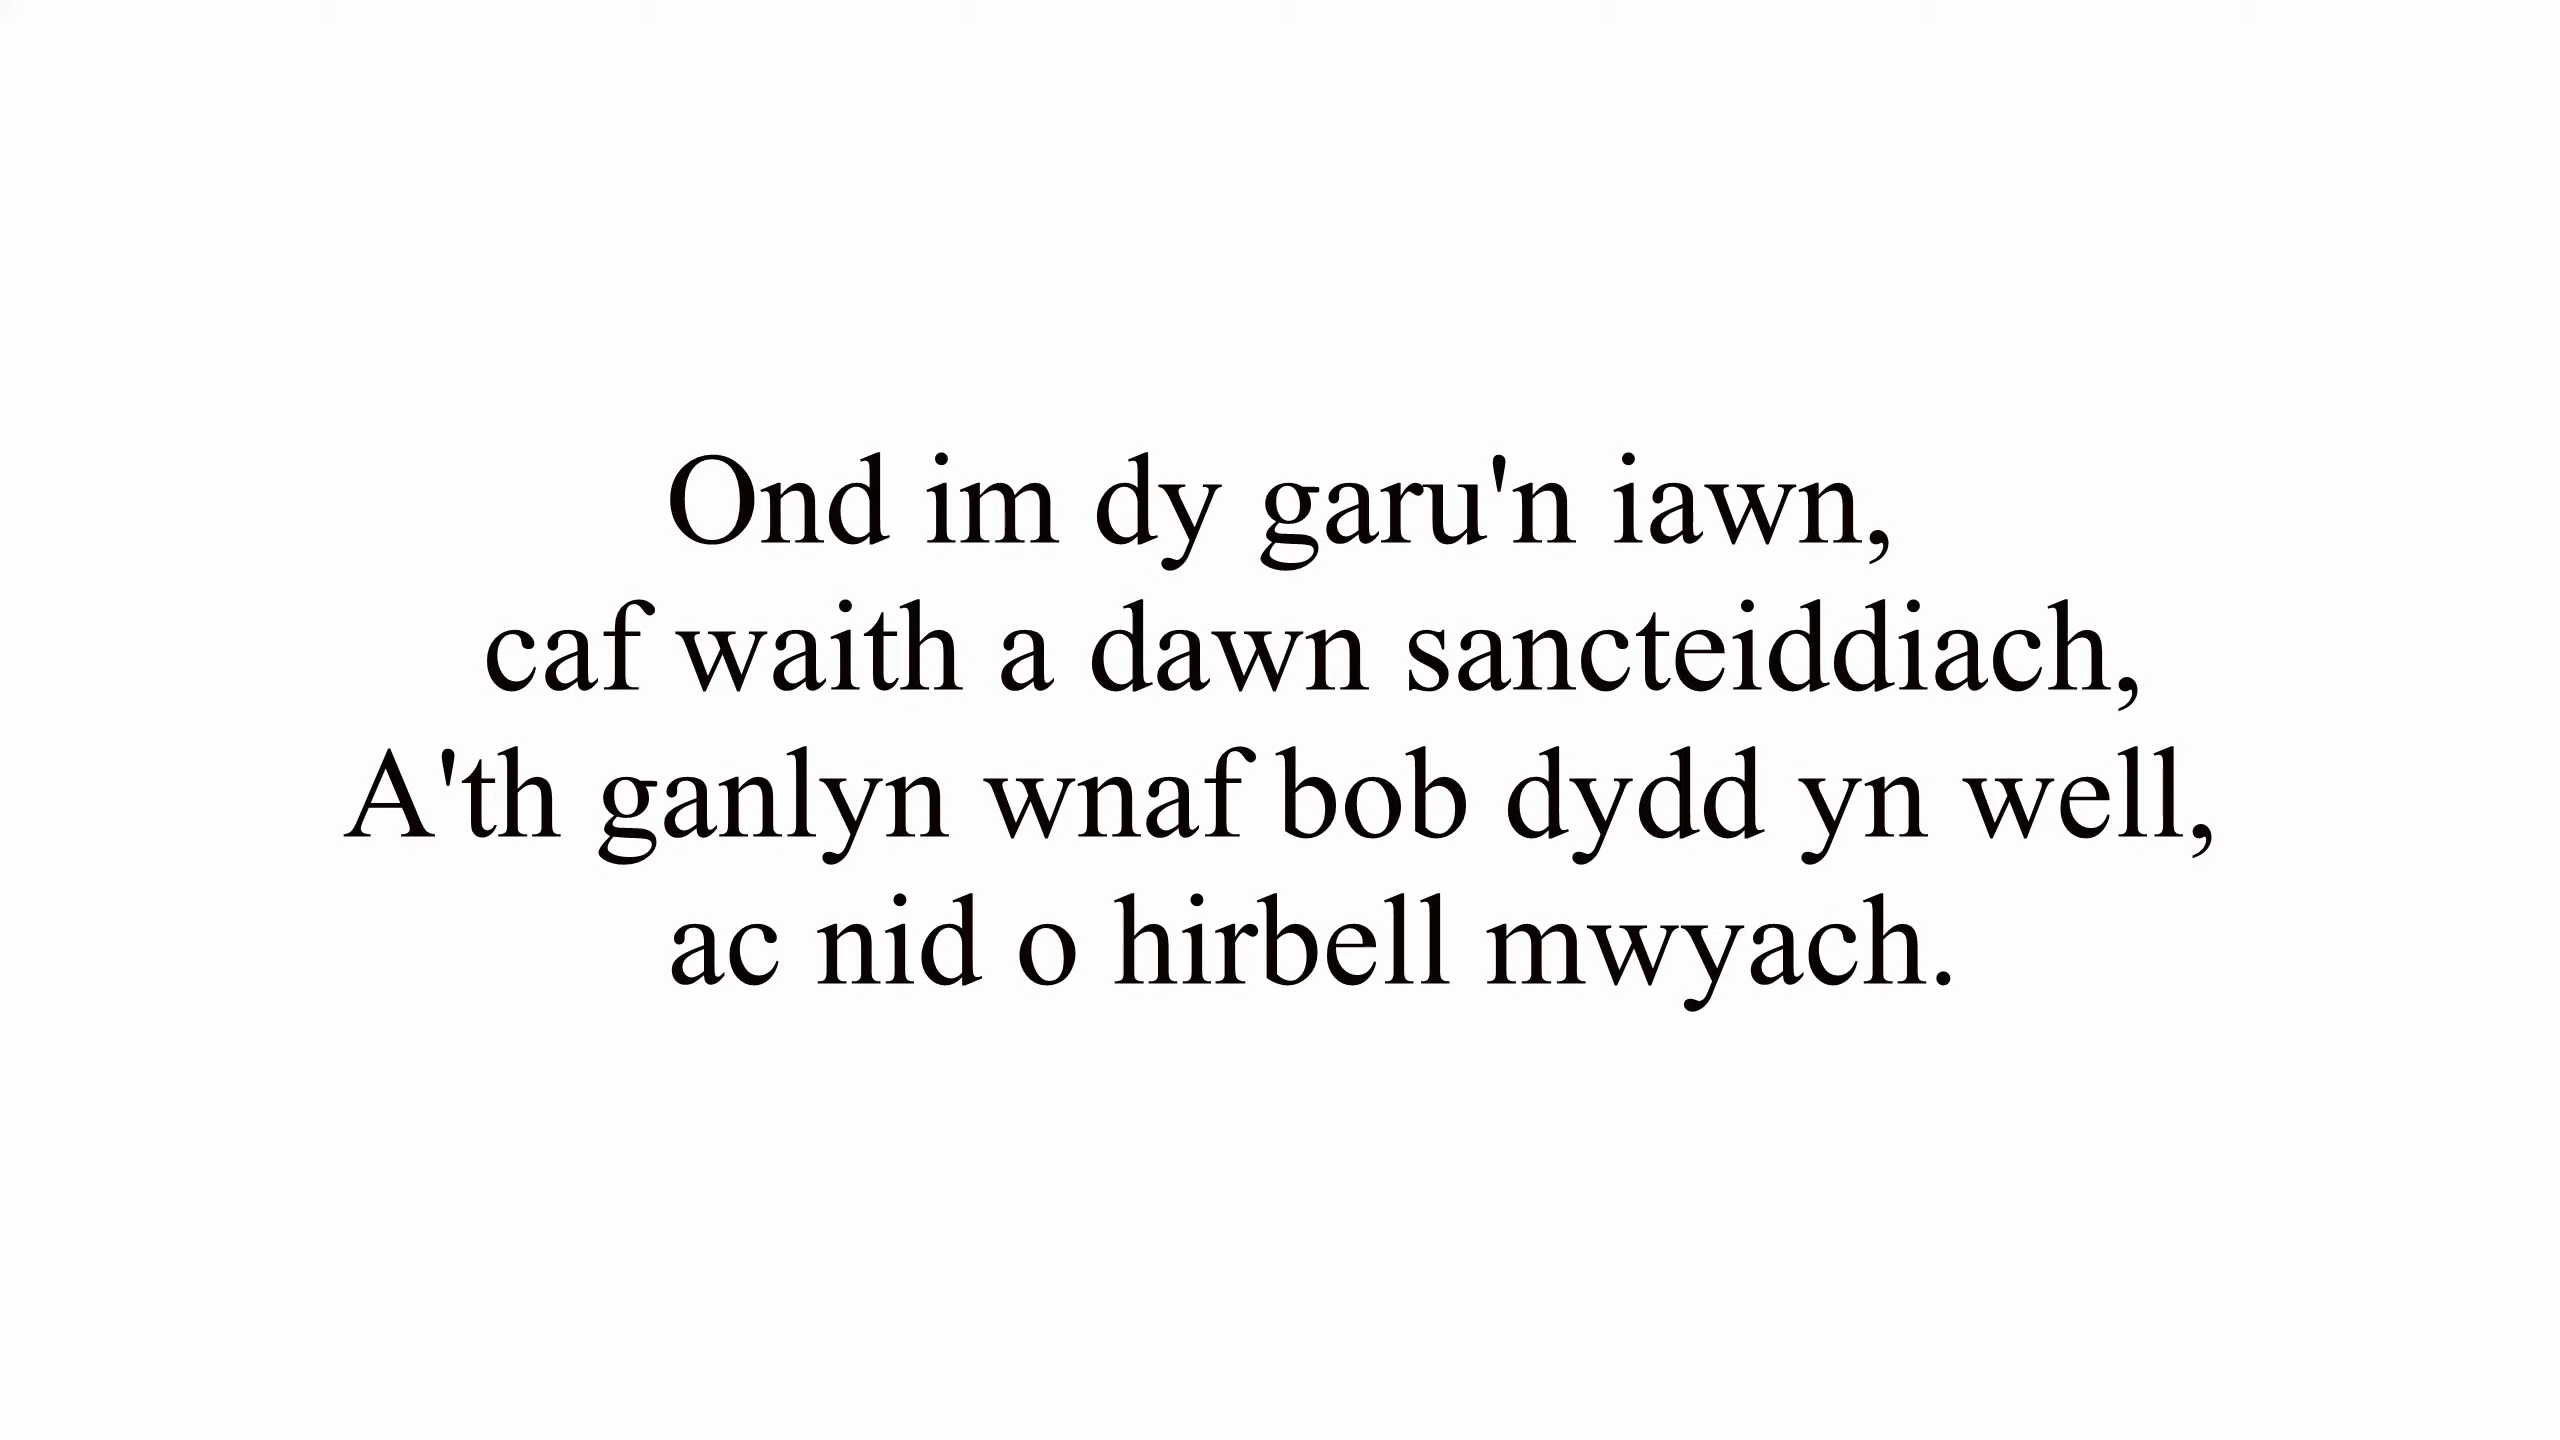 Ond im dy garu'n iawn,
caf waith a dawn sancteiddiach,
A'th ganlyn wnaf bob dydd yn well,
ac nid o hirbell mwyach.